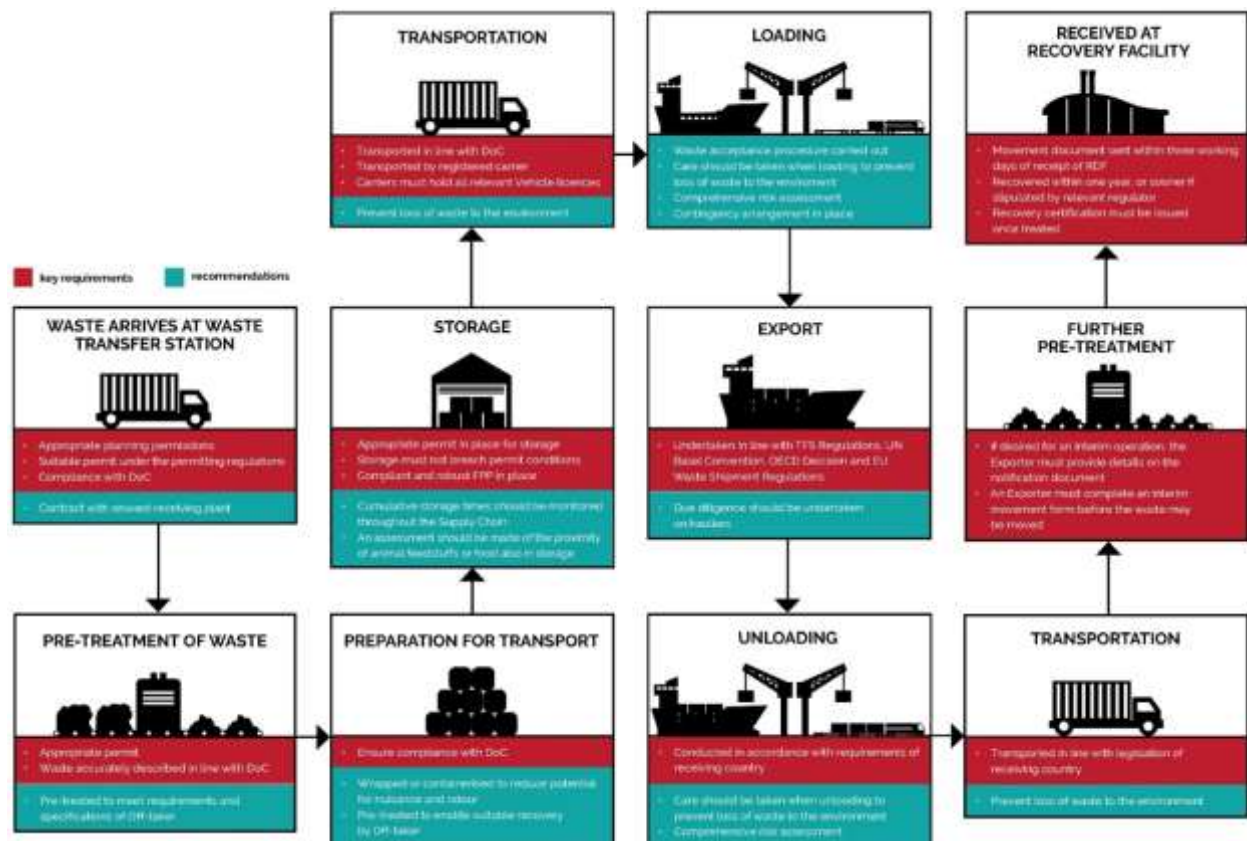 TRANSPORTATION
• Transported in line with DoC
• Transported by registered carrier
• Carriers must hold all relevant Vehicle licences
• Prevent loss of waste to the environment
LOADING
• Waste acceptance procedure carried out
• Care should be taken when loading to prevent
loss of waste to the environment
• Comprehensive risk assessment
• Contingency arrangement in place
RECEIVED AT
RECOVERY FACILITY
• Movement document sent within three working
days of receipt of RDF
• Recovered within one year, or sooner if
stipulated by relevant regulator
• Recovery certification must be issued
once treated
key requirements
recommendations
WASTE ARRIVES AT WASTE
TRANSFER STATION
• Appropriate planning permissions
• Suitable permit under the permitting regulations
• Compliance with DoC
• Contract with onward receiving plant
STORAGE
• Appropriate permit in place for storage
• Storage must not breach permit conditions
• Compliant and robust FPP in place
• Cumulative storage times should be monitored
throughout the Supply Chain
• An assessment should be made of the proximity
of animal feedstuffs or food also in storage
EXPORT
• Undertaken in line with TFS Regulations, UN
Basel Convention, OECD Decision and EU
Waste Shipment Regulations
• Due diligence should be undertaken
on hauliers
FURTHER
PRE-TREATMENT
• If desired for an interim operation, the
Exporter must provide details on the
notification document
• An Exporter must complete an interim
movement form before the waste may
be moved
PRE-TREATMENT OF WASTE
• Appropriate permit
• Waste accurately described in line with DoC
• Pre-treated to meet requirements and
specifications of Off-taker
PREPARATION FOR TRANSPORT
• Ensure compliance with DoC
• Wrapped or containerised to reduce potential
for nuisance and odour
• Pre-treated to enable suitable recovery
by Off-taker
UNLOADING
• Conducted in accordance with requirements of
receiving country
• Care should be taken when unloading to
prevent loss of waste to the environment
• Comprehensive risk assessment
TRANSPORTATION
• Transported in line with legislation of
receiving country
• Prevent loss of waste to the environment